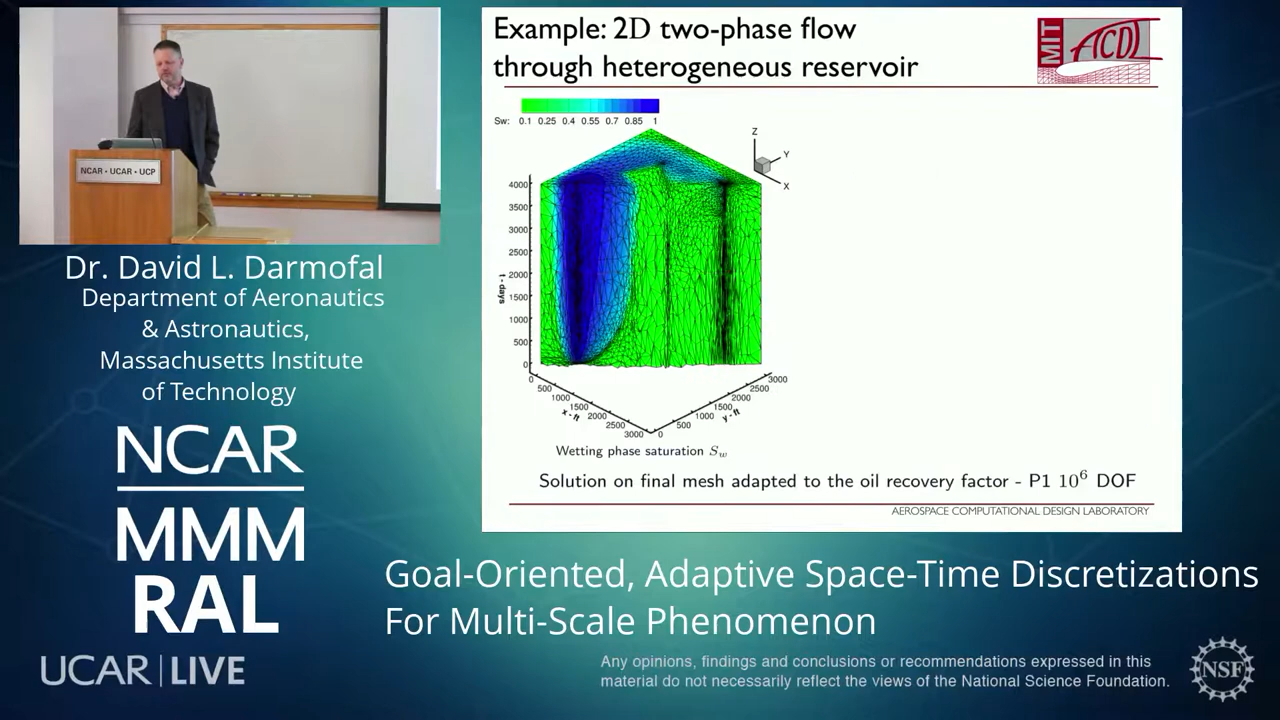 NCAR • UCAR • UCP
Dr. David L. Darmofal
Department of Aeronautics
& Astronautics,
Massachusetts Institute
of Technology
NCAR
MMM
RAL
UCAR | LIVE
Example: 2D two-phase flow
through heterogeneous reservoir
MIT ACDL
Sw: 0.1 0.25 0.4 0.55 0.7 0.85 1
Z
Y
X
4000
3500
3000
2500
2000
1500
1000
500
0
t - days
0 500 1000 1500 2000 2500 3000
x - ft
0 500 1000 1500 2000 2500 3000
y - ft
Wetting phase saturation Sw
Solution on final mesh adapted to the oil recovery factor - P1 10⁶ DOF
AEROSPACE COMPUTATIONAL DESIGN LABORATORY
Goal-Oriented, Adaptive Space-Time Discretizations
For Multi-Scale Phenomenon
Any opinions, findings and conclusions or recommendations expressed in this
material do not necessarily reflect the views of the National Science Foundation.
NSF